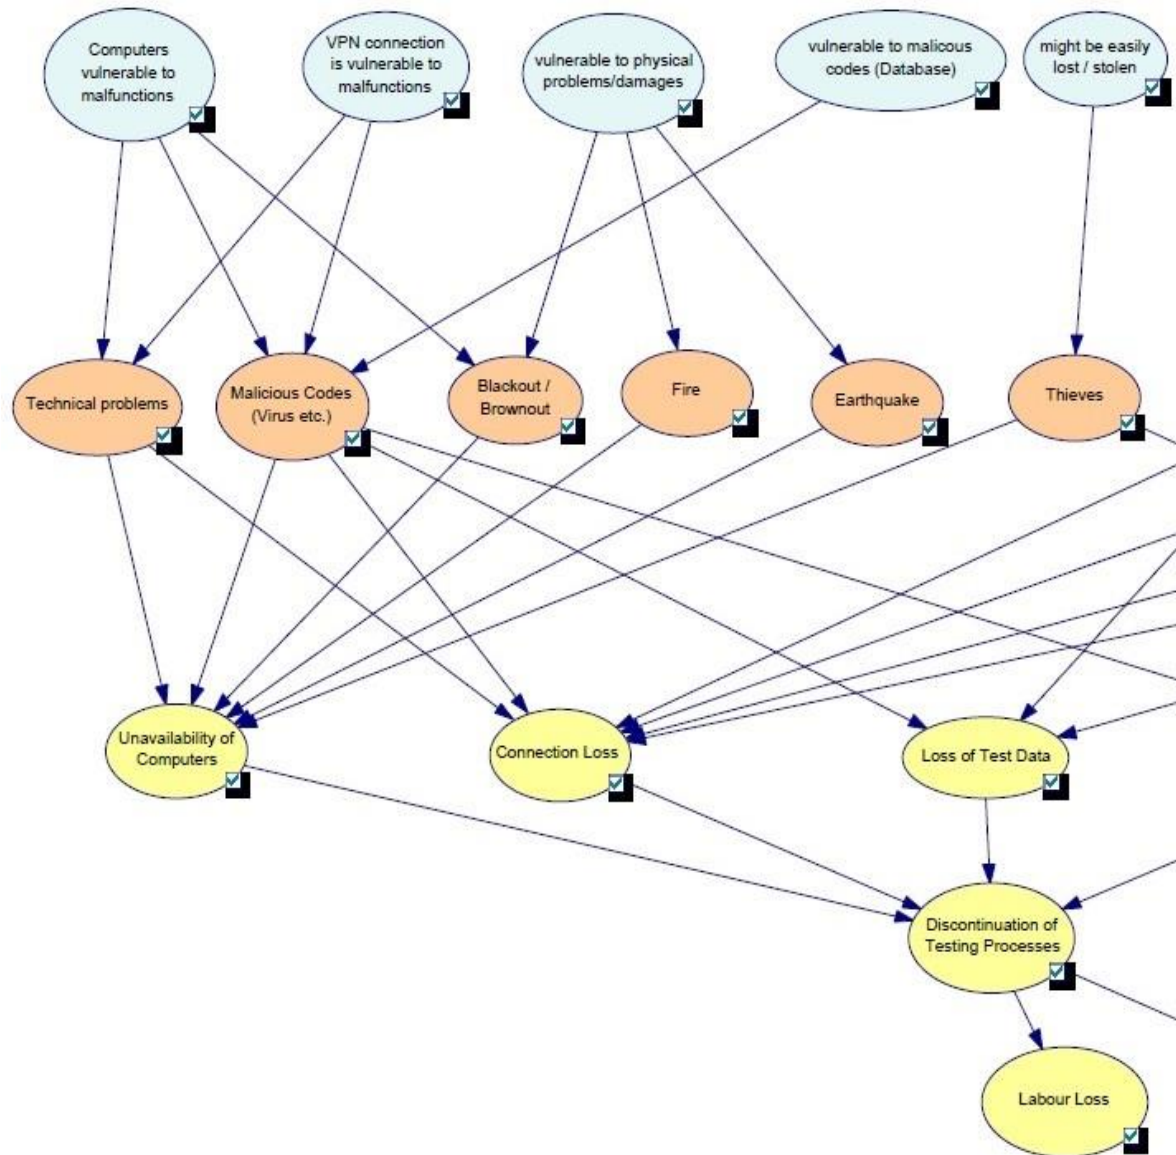 Computers
vulnerable to
malfunctions
VPN connection
is vulnerable to
malfunctions
vulnerable to physical
problems/damages
vulnerable to malicous
codes (Database)
might be easily
lost / stolen
Technical problems
Malicious Codes
(Virus etc.)
Blackout /
Brownout
Fire
Earthquake
Thieves
Unavailability of
Computers
Connection Loss
Loss of Test Data
Discontinuation of
Testing Processes
Labour Loss